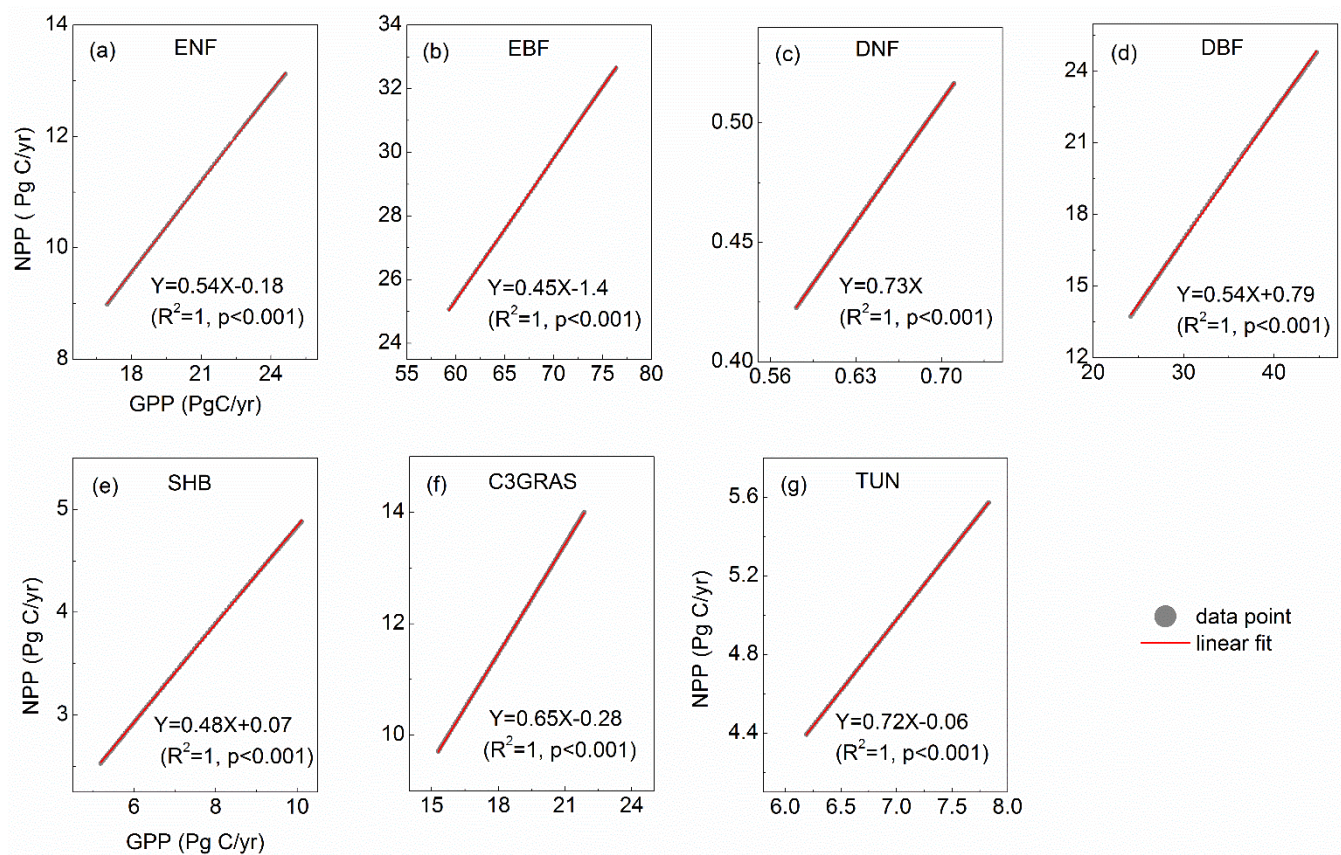 (a) ENF
14
12
10
8
NPP ( Pg C/yr)
Y=0.54X-0.18
(R²=1, p<0.001)
18 21 24
GPP (PgC/yr)
(b) EBF
34
32
30
28
26
24
Y=0.45X-1.4
(R²=1, p<0.001)
55 60 65 70 75 80
(c) DNF
0.50
0.45
0.40
Y=0.73X
(R²=1, p<0.001)
0.56 0.63 0.70
(d) DBF
24
21
18
15
12
Y=0.54X+0.79
(R²=1, p<0.001)
20 30 40
(e) SHB
5
4
3
NPP (Pg C/yr)
Y=0.48X+0.07
(R²=1, p<0.001)
6 8 10
GPP (Pg C/yr)
(f) C3GRAS
14
12
10
Y=0.65X-0.28
(R²=1, p<0.001)
15 18 21 24
(g) TUN
5.6
5.2
4.8
4.4
NPP (Pg C/yr)
Y=0.72X-0.06
(R²=1, p<0.001)
6.0 6.5 7.0 7.5 8.0
data point
linear fit